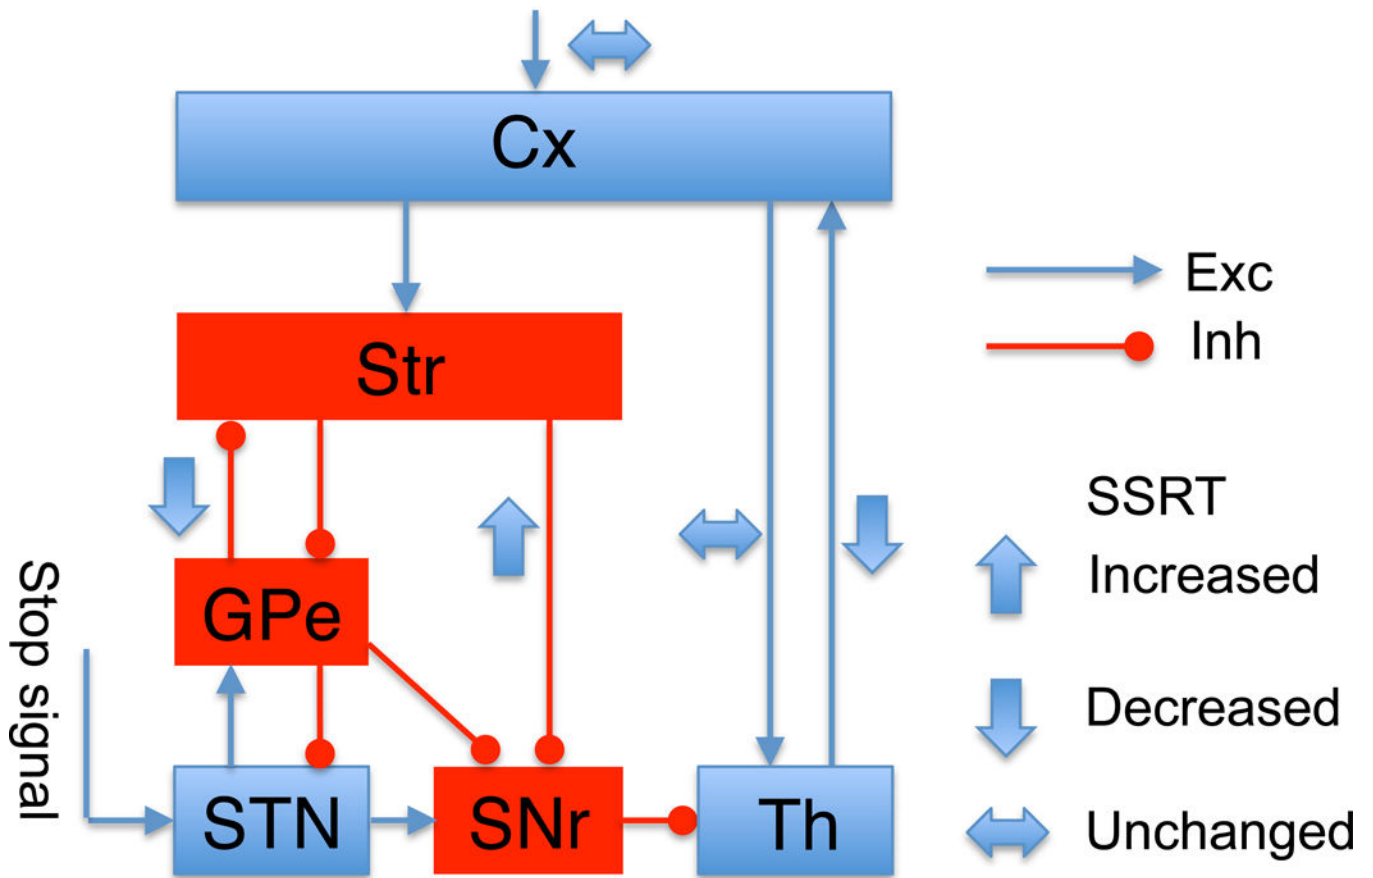 Cx
Exc
Inh
Str
SSRT
Increased
GPe
Stop signal
Decreased
STN
SNr
Th
Unchanged